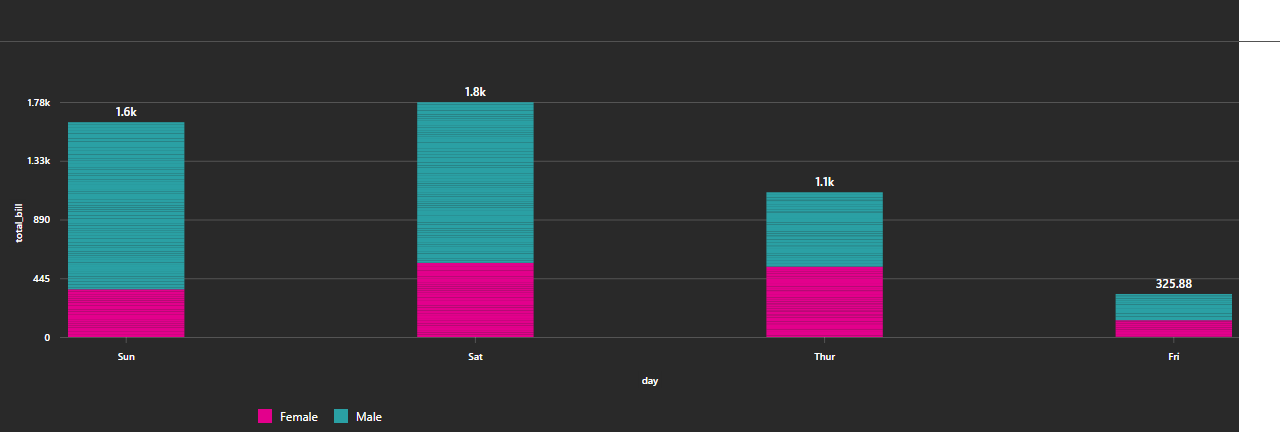 1.8k
1.78k
1.6k
1.33k
1.1k
890
total_bill
445
325.88
0
Sun Sat Thur Fri
day
Female Male